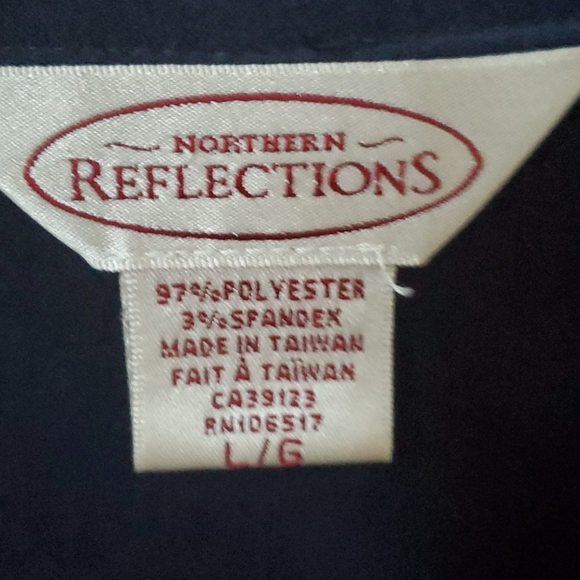 NORTHERN
REFLECTIONS
97%POLYESTER
3%SPANDEX
MADE IN TAIWAN
FAIT À TAÏWAN
CA39123
RN106517
L/G